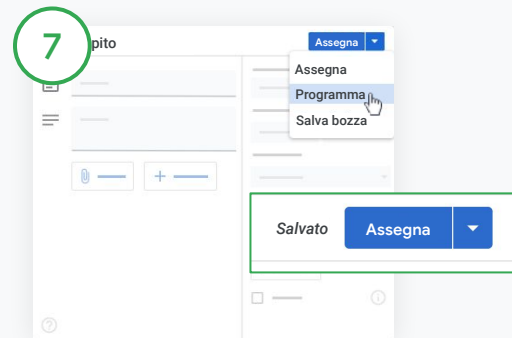 7
pito
Assegna
Assegna
Programma
Salva bozza
Salvato
Assegna